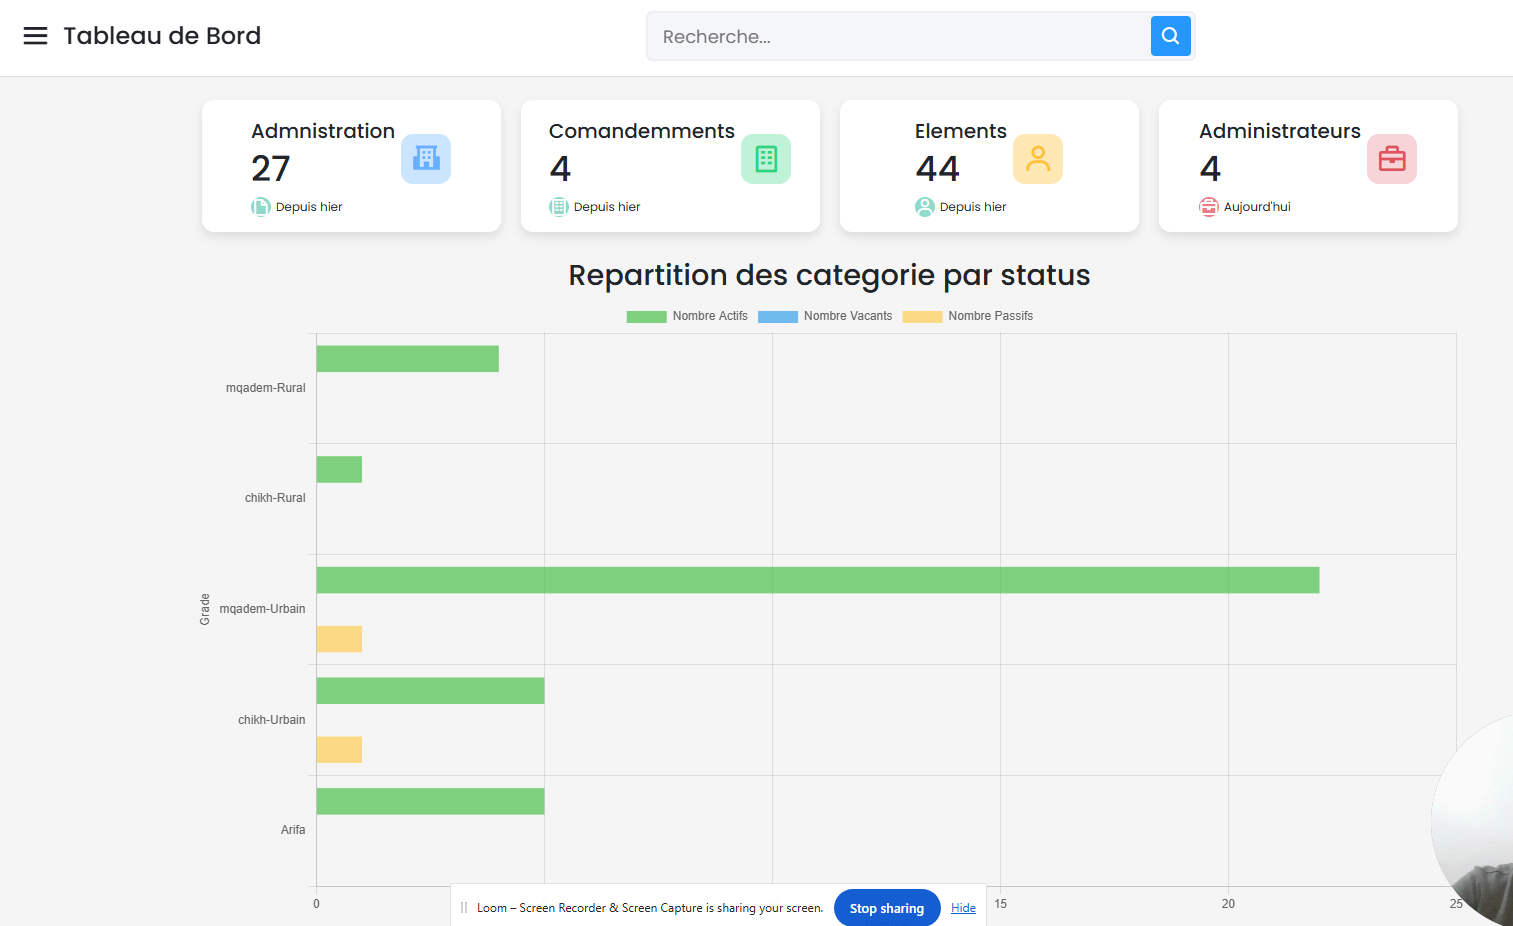 Tableau de Bord
Recherche...
Admnistration
27
Depuis hier
Comandemments
4
Depuis hier
Elements
44
Depuis hier
Administrateurs
4
Aujourd'hui
Repartition des categorie par status
Nombre Actifs
Nombre Vacants
Nombre Passifs
mqadem-Rural
chikh-Rural
Grade
mqadem-Urbain
chikh-Urbain
Arifa
0
15
20
25
Loom – Screen Recorder & Screen Capture is sharing your screen.
Stop sharing
Hide